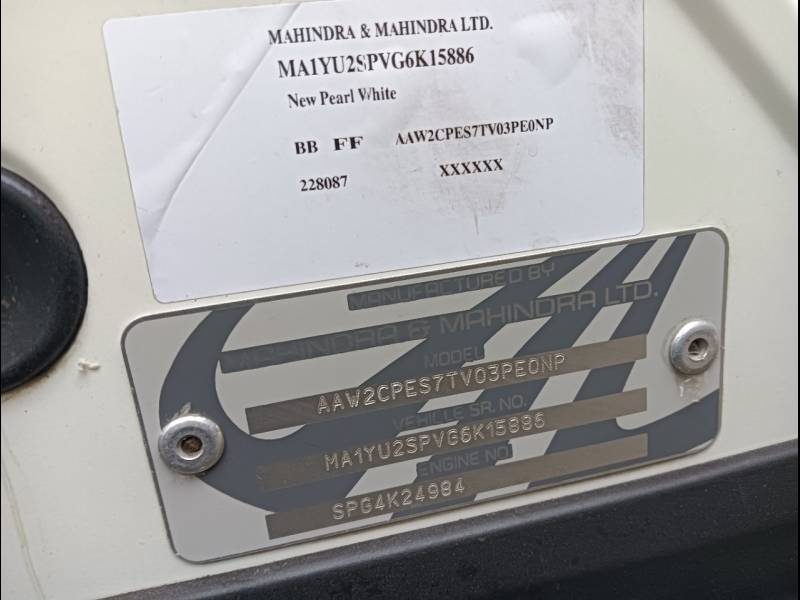 MAHINDRA & MAHINDRA LTD.
MA1YU2SPVG6K15886
New Pearl White
BB FF AAW2CPES7TV03PE0NP
228087 XXXXXX
MANUFACTURED BY
MAHINDRA & MAHINDRA LTD.
MODEL
AAW2CPES7TV03PE0NP
VEHICLE SR. NO.
MA1YU2SPVG6K15886
ENGINE NO.
SPG4K24984